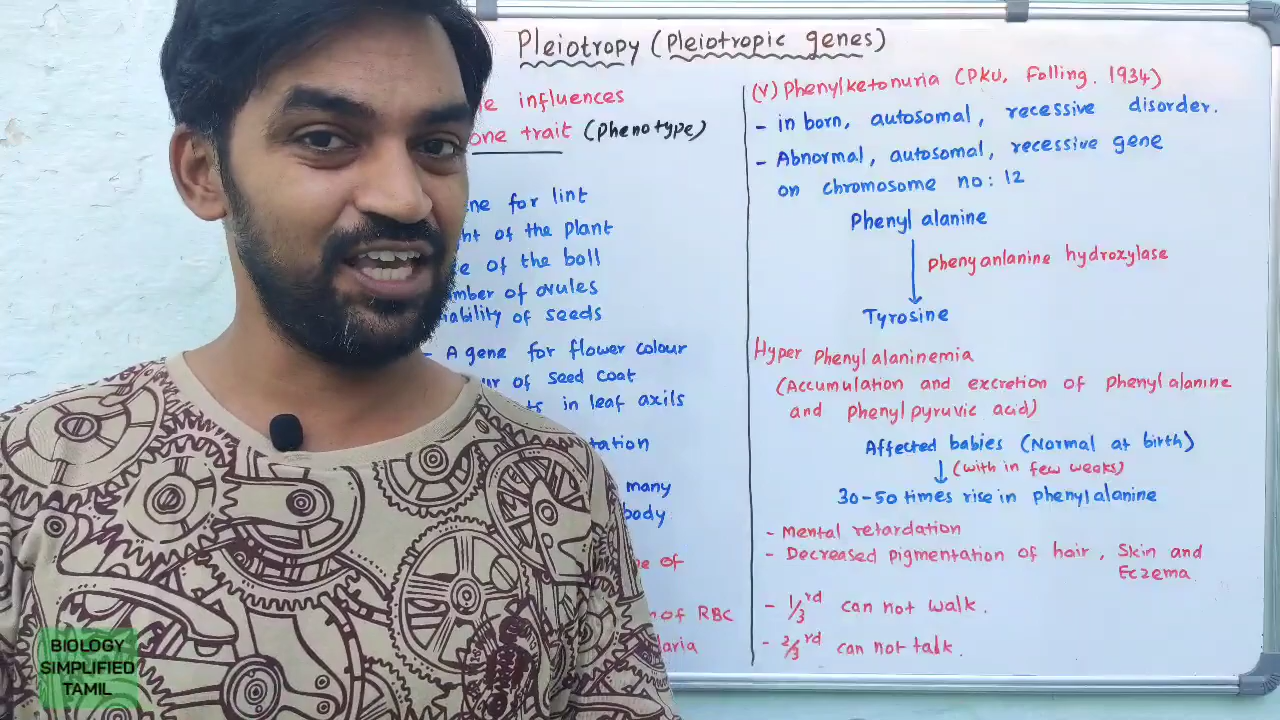 Pleiotropy (Pleiotropic genes)
influences
one trait (Phenotype)
for lint
of the plant
of the boll
of ovules
of seeds
- A gene for flower colour
of seed coat
in leaf axils
many
body
of
of RBC
(V) Phenylketonuria (PKU, Folling. 1934)
- in born, autosomal, recessive disorder.
- Abnormal, autosomal, recessive gene
on chromosome no: 12
Phenyl alanine
phenyanlanine hydroxylase
Tyrosine
Hyper Phenyl alaninemia
(Accumulation and excretion of phenyl alanine
and phenyl pyruvic acid)
Affected babies (Normal at birth)
(with in few weeks)
30-50 times rise in phenyl alanine
- Mental retardation
- Decreased pigmentation of hair, Skin and
Eczema.
- 1/3rd can not walk.
- 2/3rd can not talk.
BIOLOGY
SIMPLIFIED
TAMIL